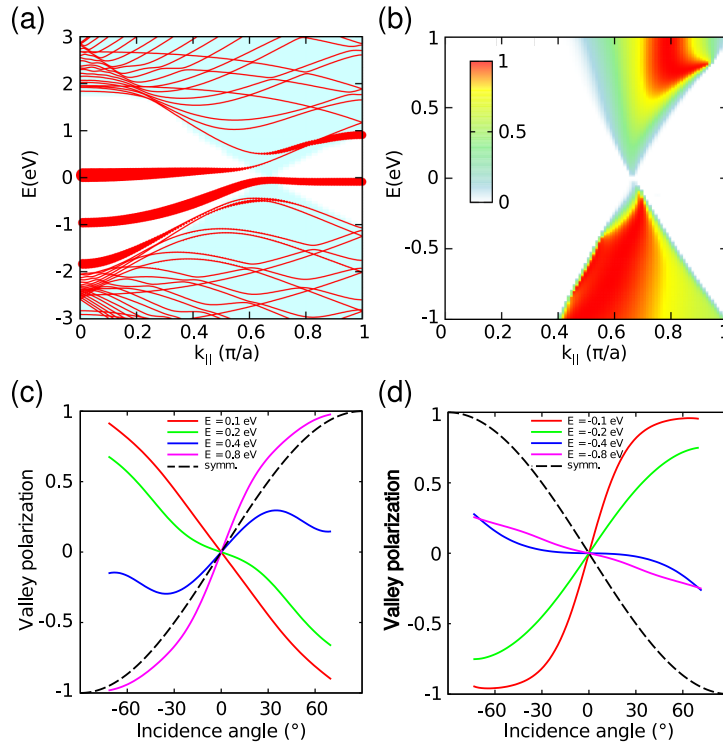 (a)
3
2
1
0
-1
-2
-3
E(eV)
0 0.2 0.4 0.6 0.8 1
k|| (π/a)
(b)
1
0.5
0
-0.5
-1
E(eV)
1
0.5
0
0 0.2 0.4 0.6 0.8 1
k|| (π/a)
(c)
1
0.5
0
-0.5
-1
Valley polarization
E = 0.1 eV
E = 0.2 eV
E = 0.4 eV
E = 0.8 eV
symm.
-60 -30 0 30 60
Incidence angle (°)
(d)
1
0.5
0
-0.5
-1
Valley polarization
E = -0.1 eV
E = -0.2 eV
E = -0.4 eV
E = -0.8 eV
symm.
-60 -30 0 30 60
Incidence angle (°)